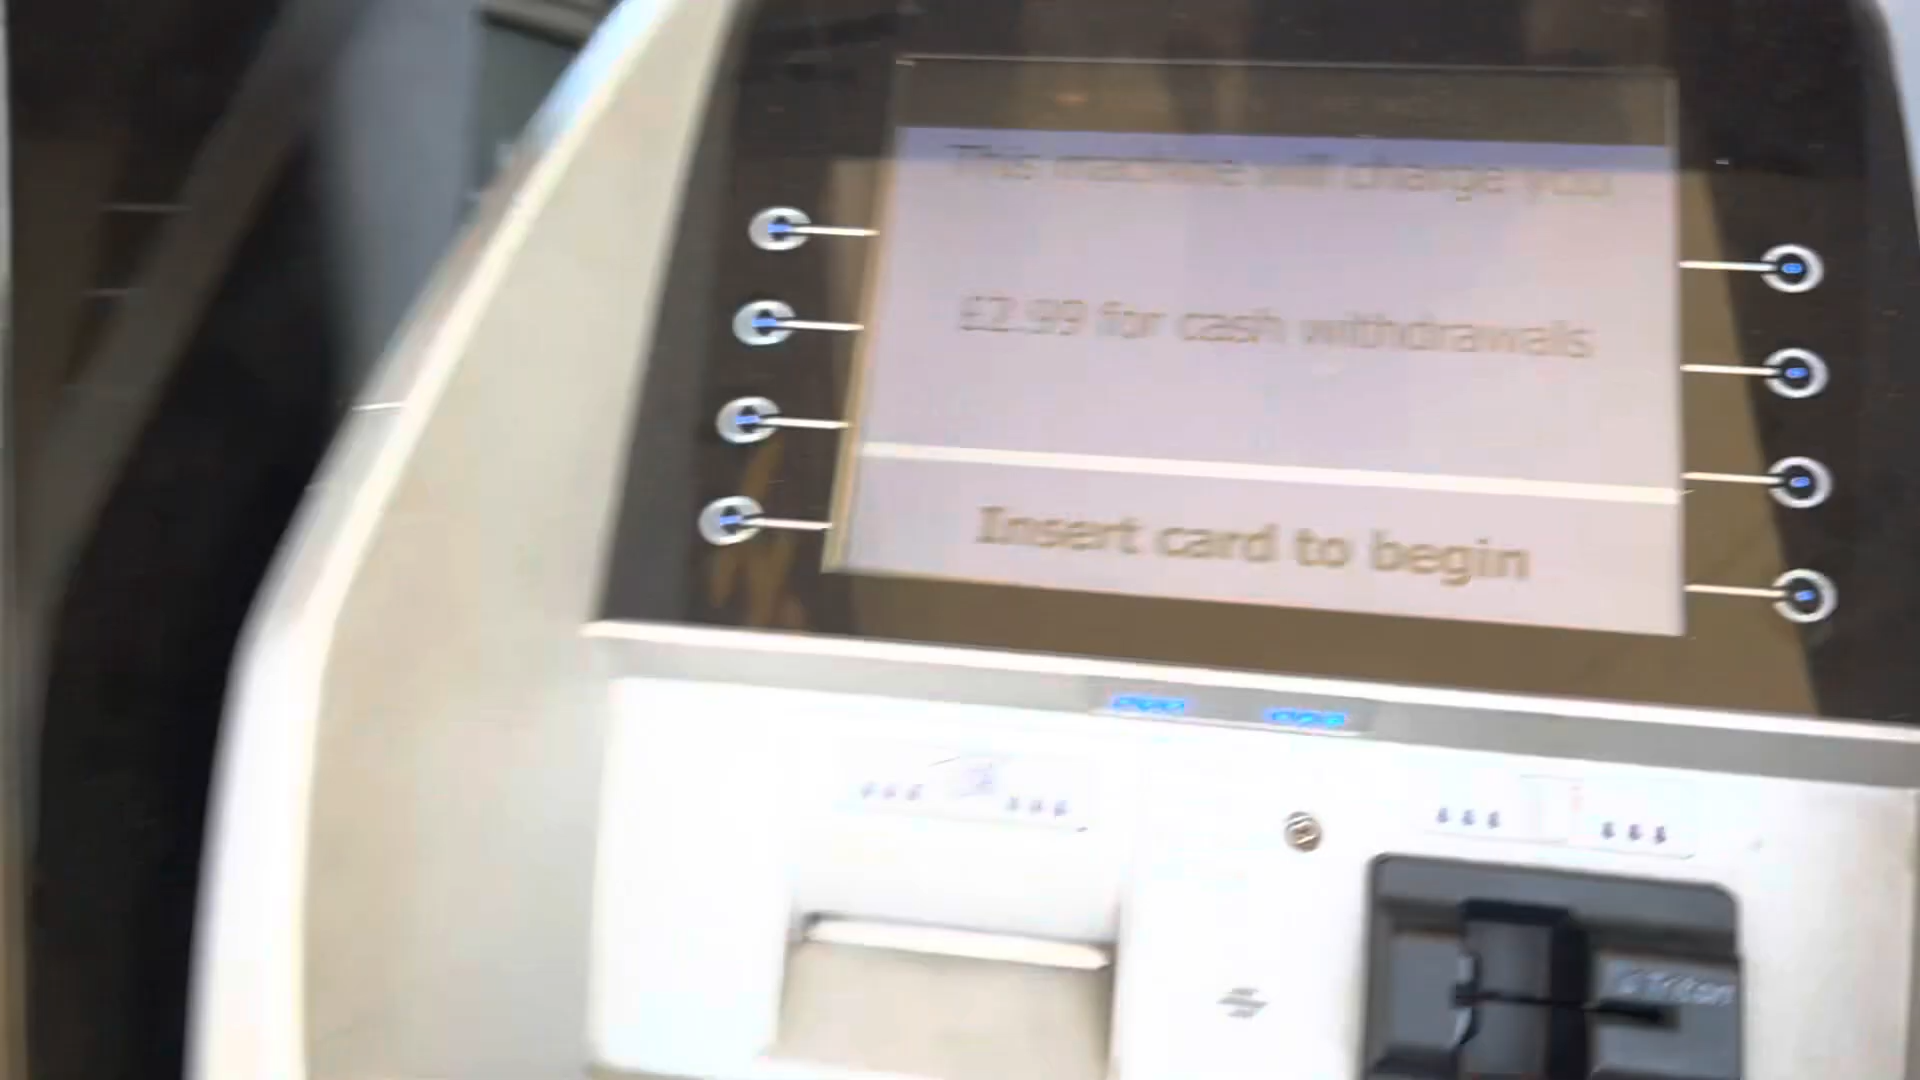 This machine will charge you
£2.99 for cash withdrawals
Insert card to begin